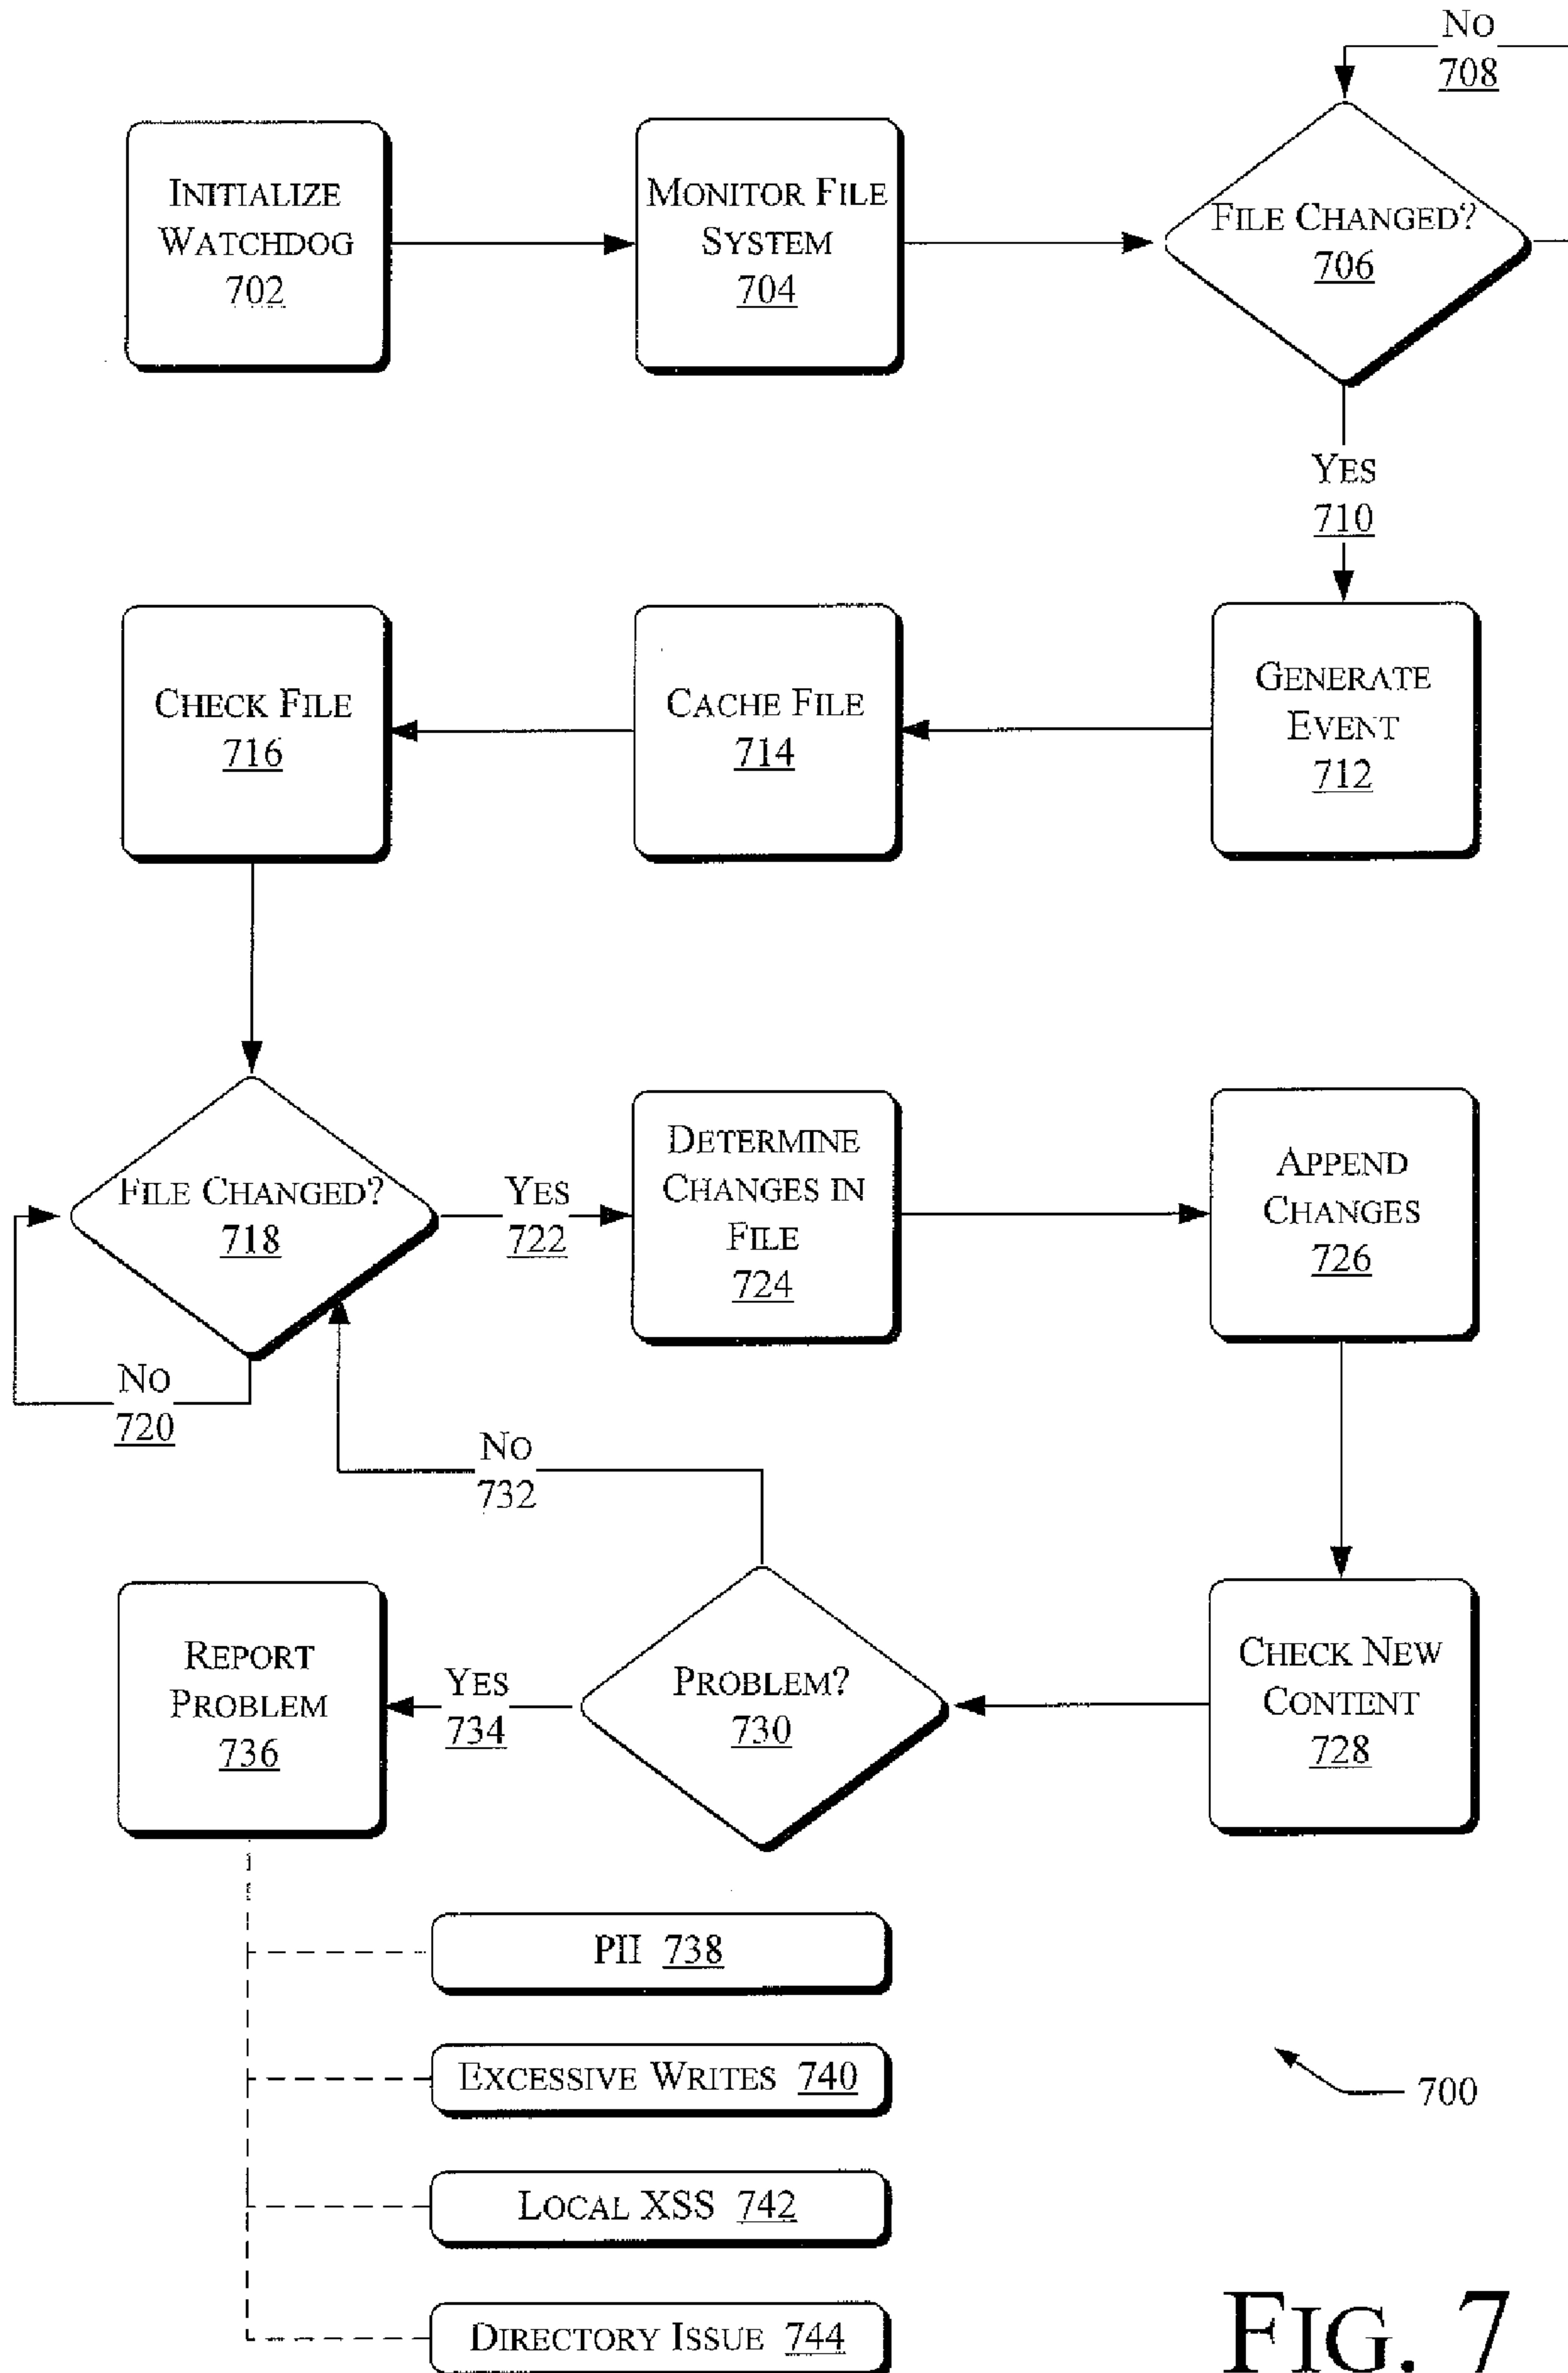 NO
708
INITIALIZE
WATCHDOG
702
MONITOR FILE
SYSTEM
704
FILE CHANGED?
706
YES
710
CHECK FILE
716
CACHE FILE
714
GENERATE
EVENT
712
FILE CHANGED?
718
YES
722
DETERMINE
CHANGES IN
FILE
724
APPEND
CHANGES
726
NO
720
NO
732
REPORT
PROBLEM
736
YES
734
PROBLEM?
730
CHECK NEW
CONTENT
728
PII 738
EXCESSIVE WRITES 740
700
LOCAL XSS 742
DIRECTORY ISSUE 744
FIG. 7